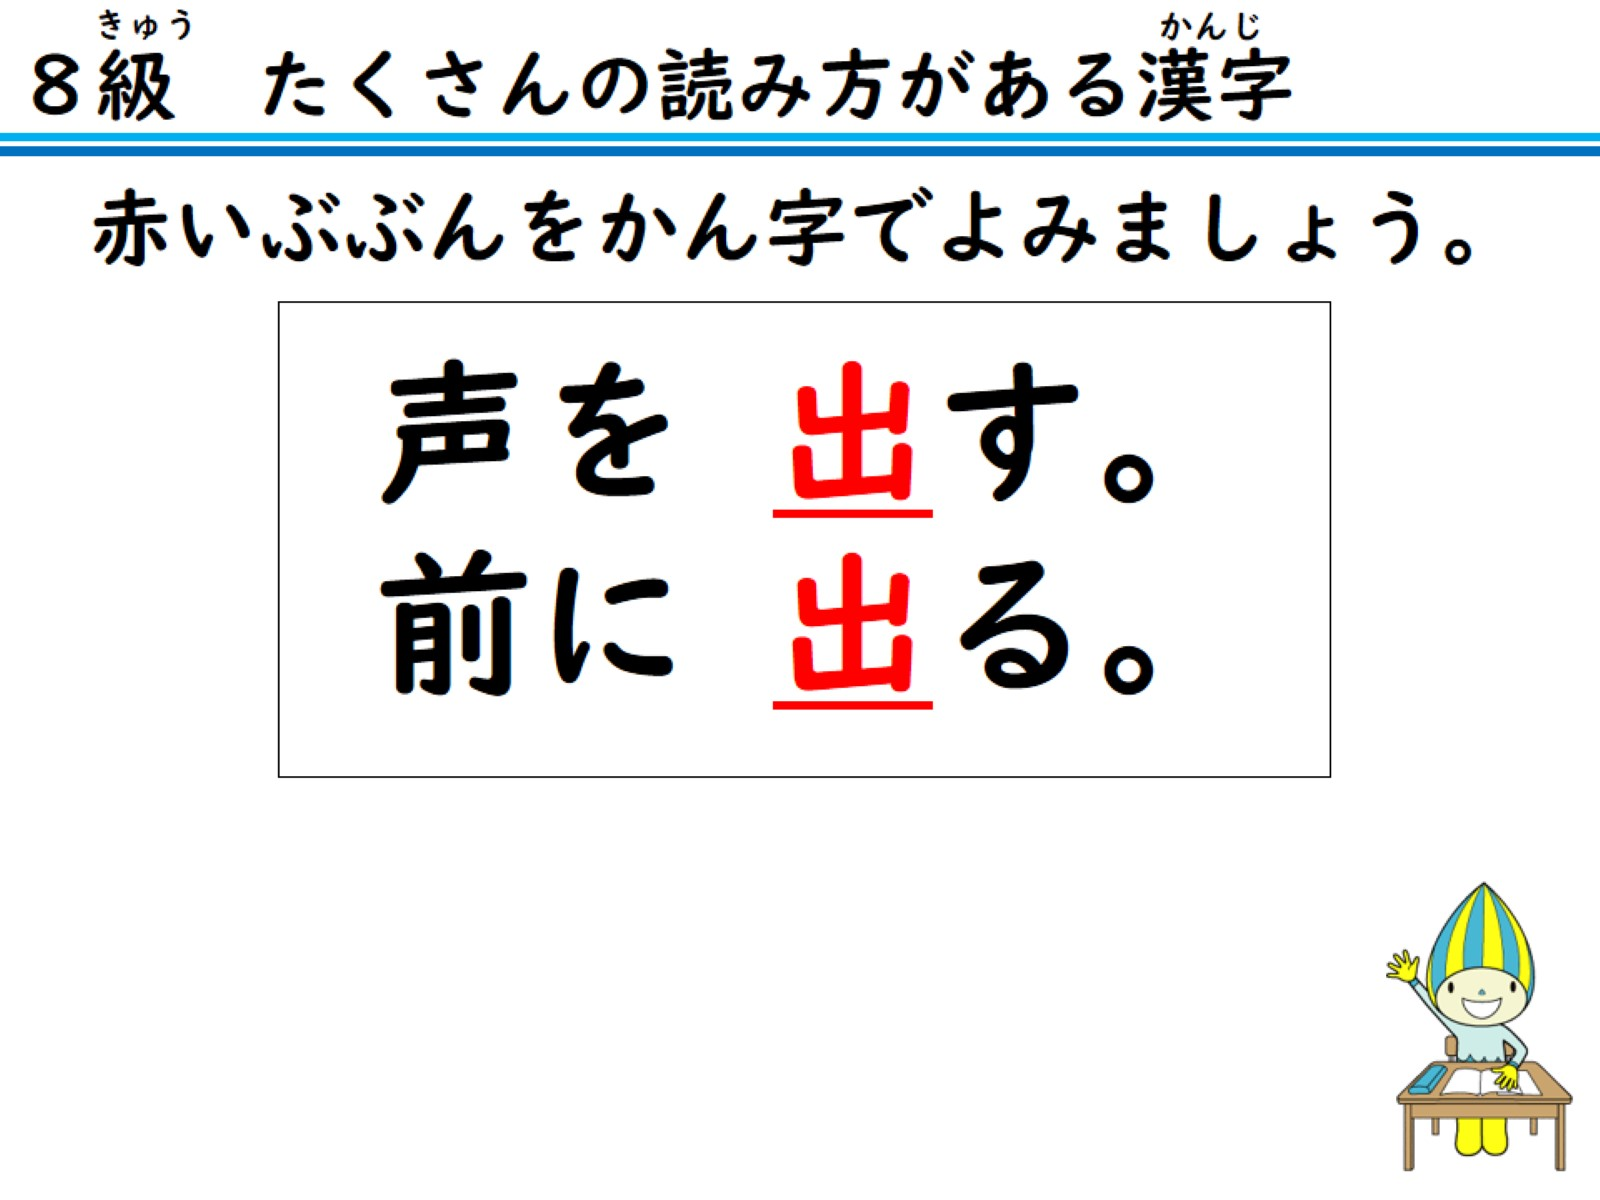 きゅう かんじ
８級 たくさんの読み方がある漢字
赤いぶぶんをかん字でよみましょう。
声を 出す。
前に 出る。